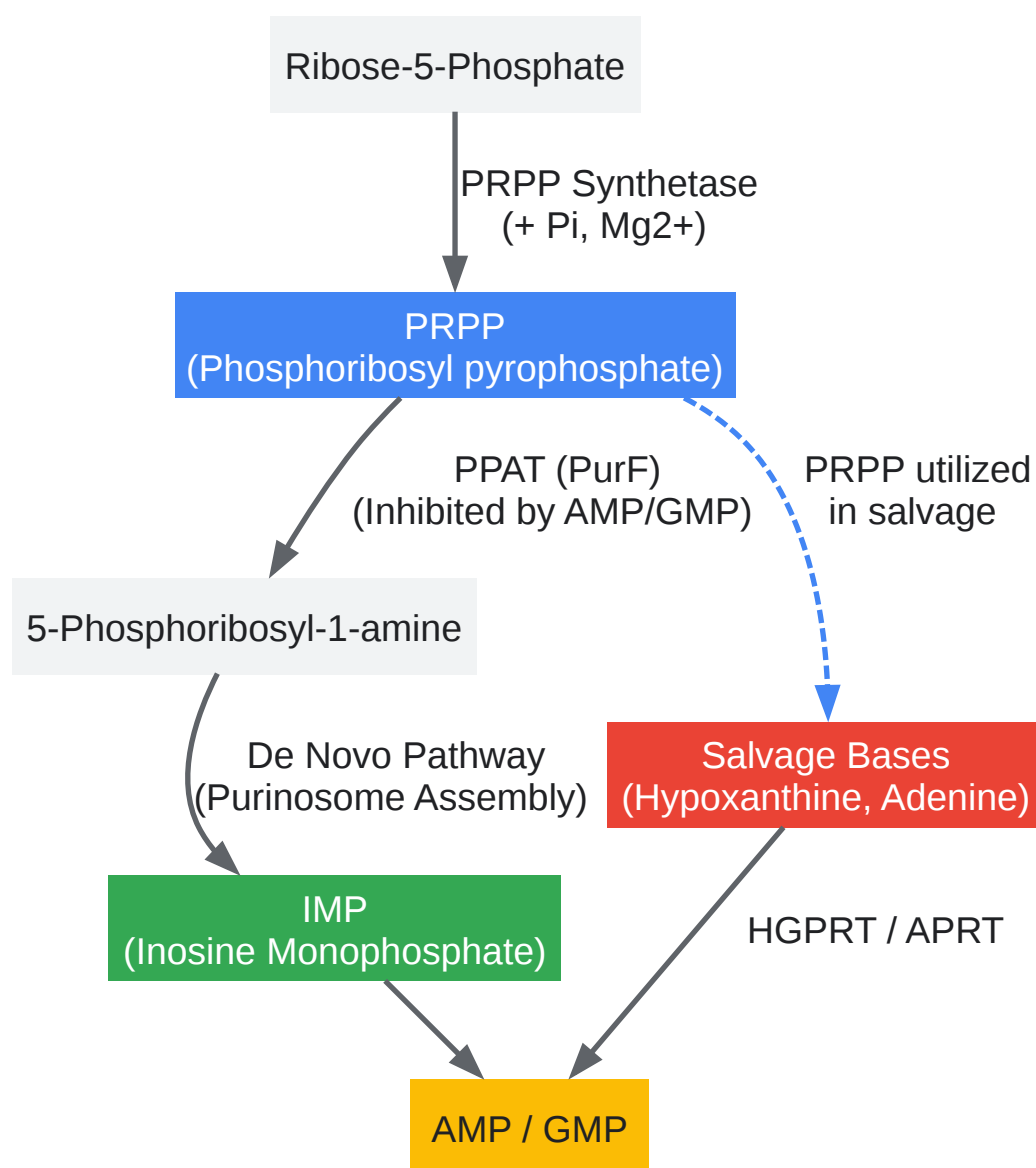 Ribose-5-Phosphate
PRPP Synthetase
(+ Pi, Mg2+)
PRPP
(Phosphoribosyl pyrophosphate)
PPAT (PurF)
(Inhibited by AMP/GMP)
PRPP utilized
in salvage
5-Phosphoribosyl-1-amine
De Novo Pathway
(Purinosome Assembly)
Salvage Bases
(Hypoxanthine, Adenine)
IMP
(Inosine Monophosphate)
HGPRT / APRT
AMP / GMP